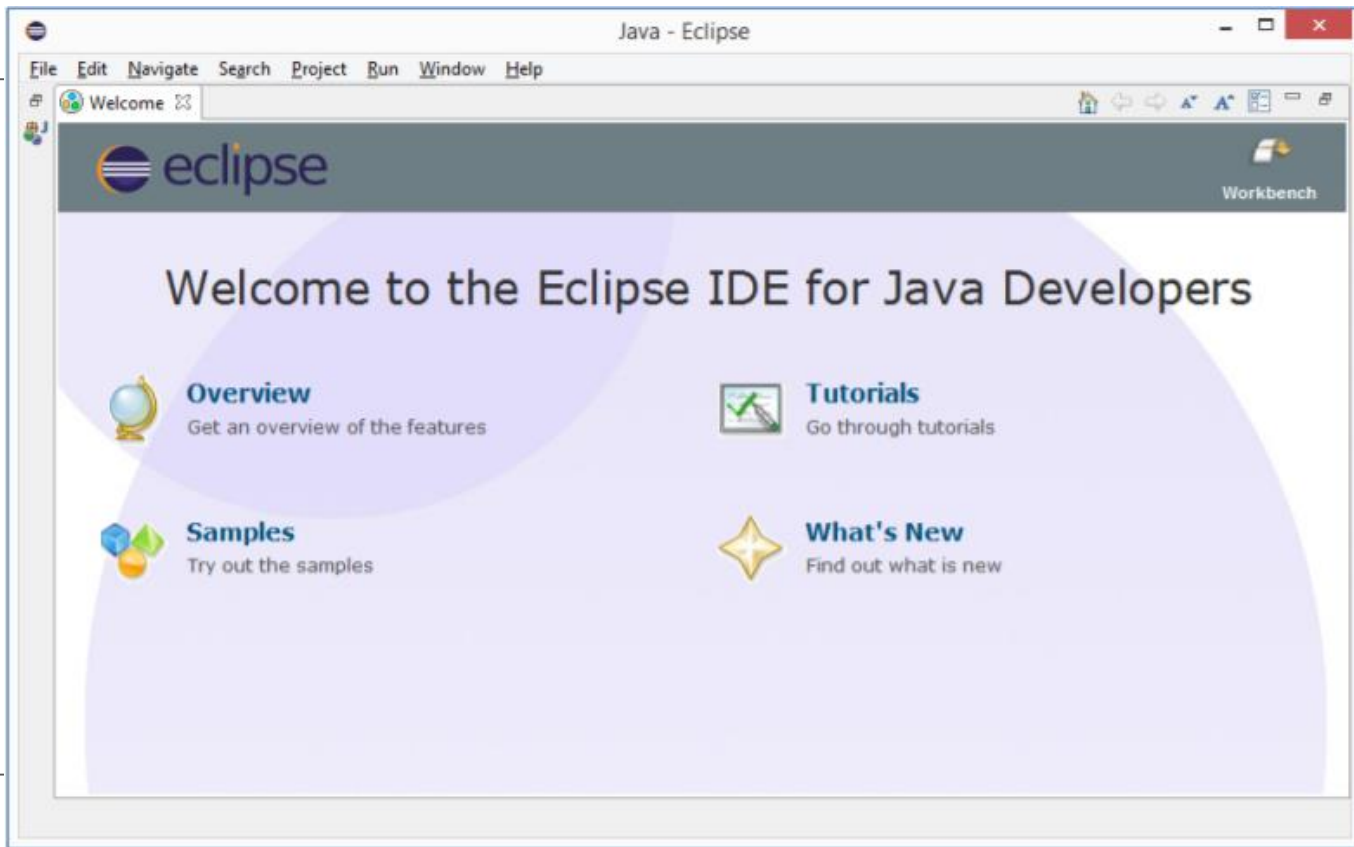 Java - Eclipse
File Edit Navigate Search Project Run Window Help
Welcome
J
eclipse
Workbench
Welcome to the Eclipse IDE for Java Developers
Overview
Get an overview of the features
Tutorials
Go through tutorials
Samples
Try out the samples
What's New
Find out what is new